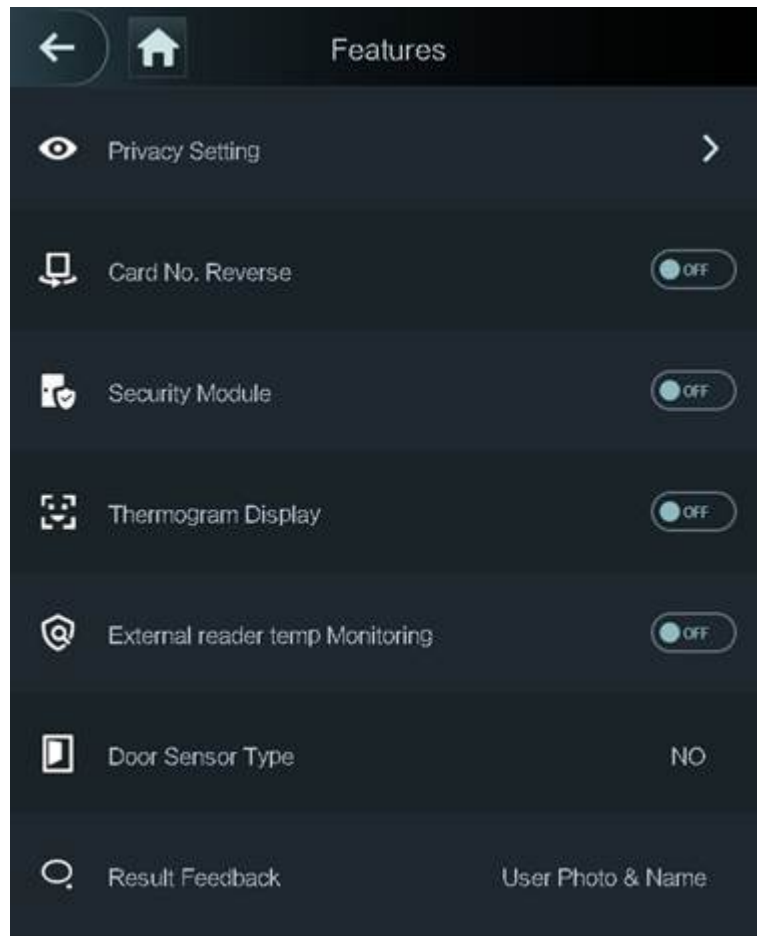 Features
Privacy Setting
Card No. Reverse
OFF
Security Module
OFF
Thermogram Display
OFF
External reader temp Monitoring
OFF
Door Sensor Type NO
Result Feedback User Photo & Name